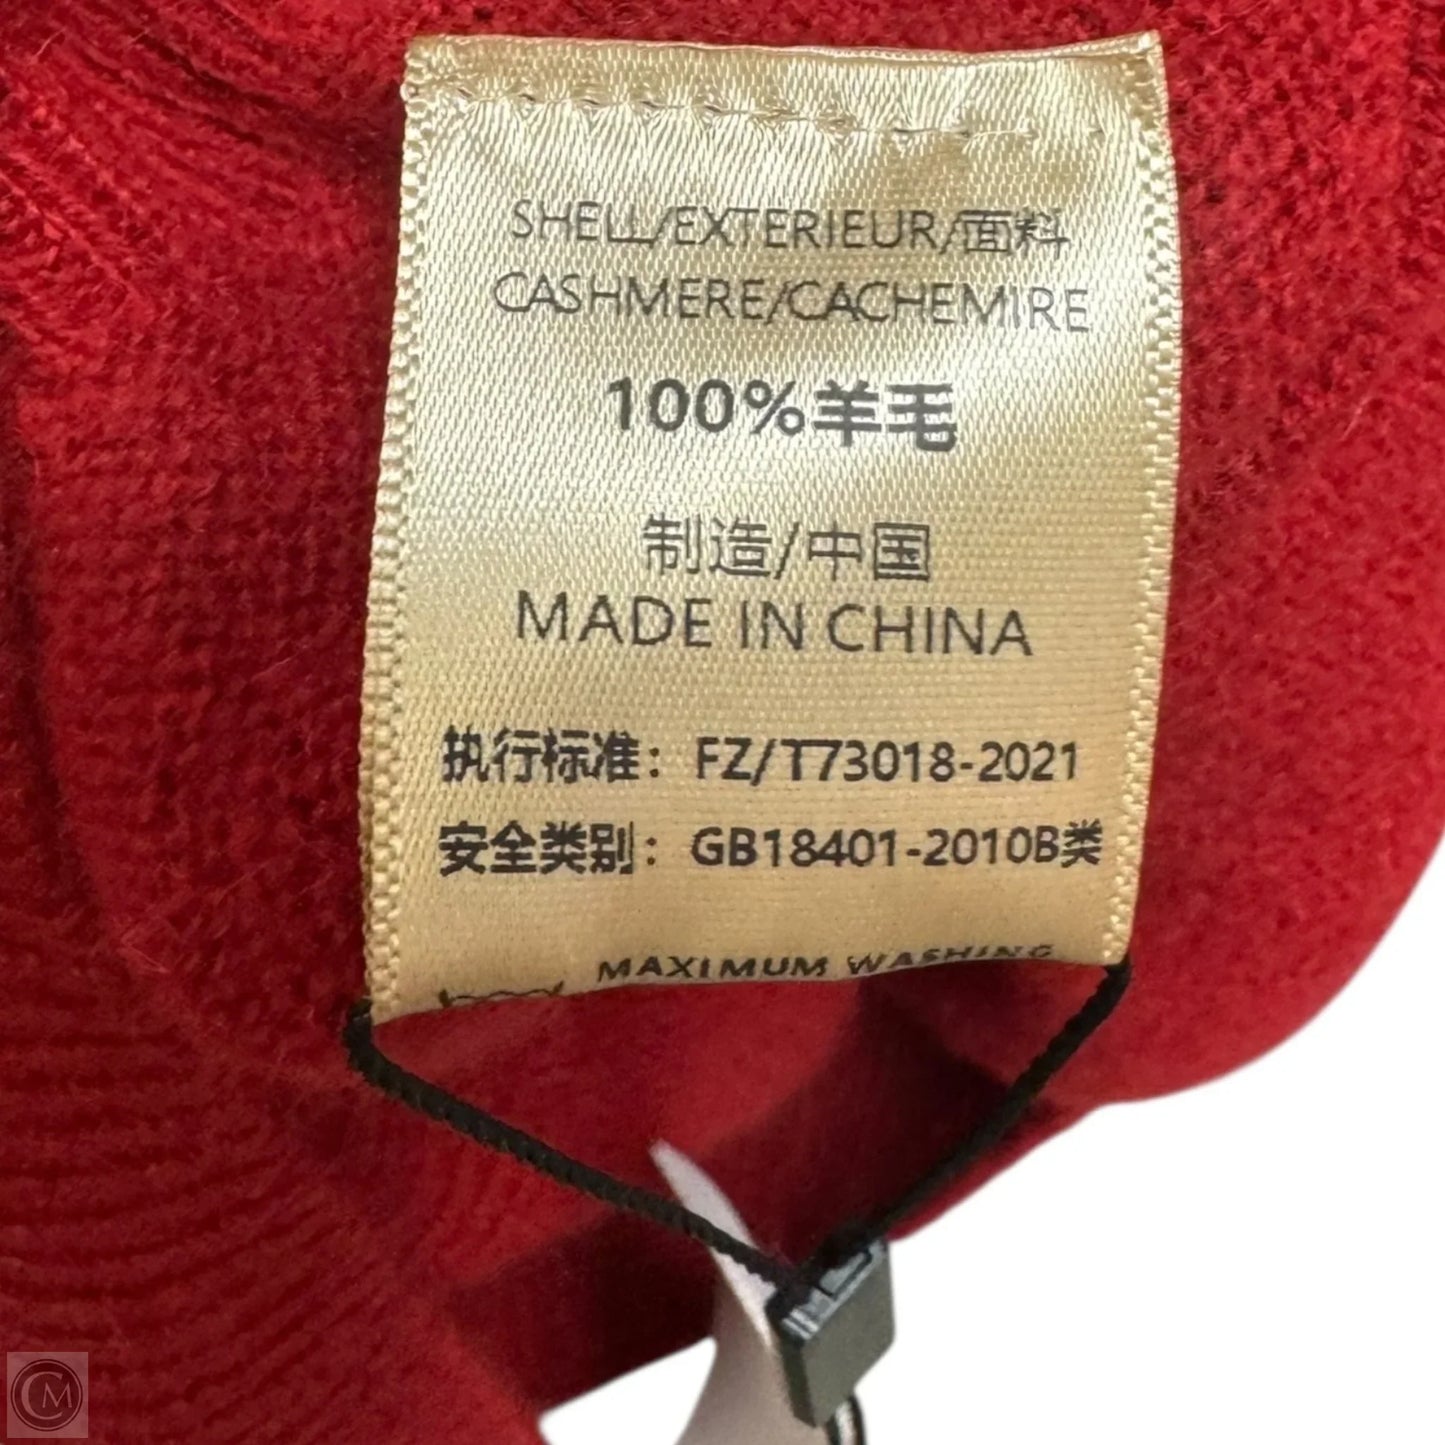 SHELL/EXTERIEUR/面料
CASHMERE/CACHEMIRE
100%羊毛
制造/中国
MADE IN CHINA
执行标准：FZ/T73018-2021
安全类别：GB18401-2010B类
MAXIMUM WASHING
CM